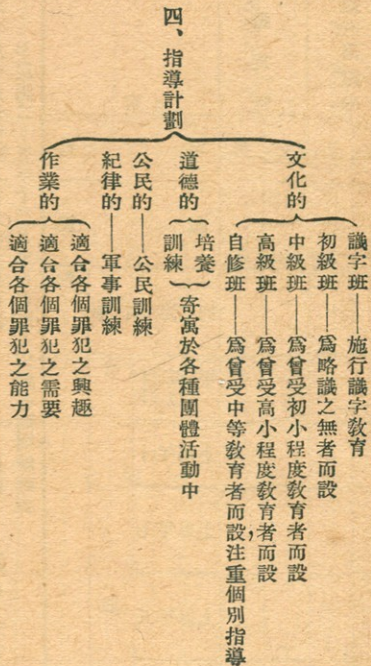 四、指導計劃
文化的
識字班——施行識字教育
初級班——爲略識之無者而設
中級班——爲曾受初小程度教育者而設
高級班——爲曾受高小程度教育者而設
自修班——爲曾受中等教育者而設，注重個別指導
道德的
培養
訓練
寄寓於各種團體活動中
公民的——公民訓練
紀律的——軍事訓練
作業的
適合各個罪犯之興趣
適合各個罪犯之需要
適合各個罪犯之能力